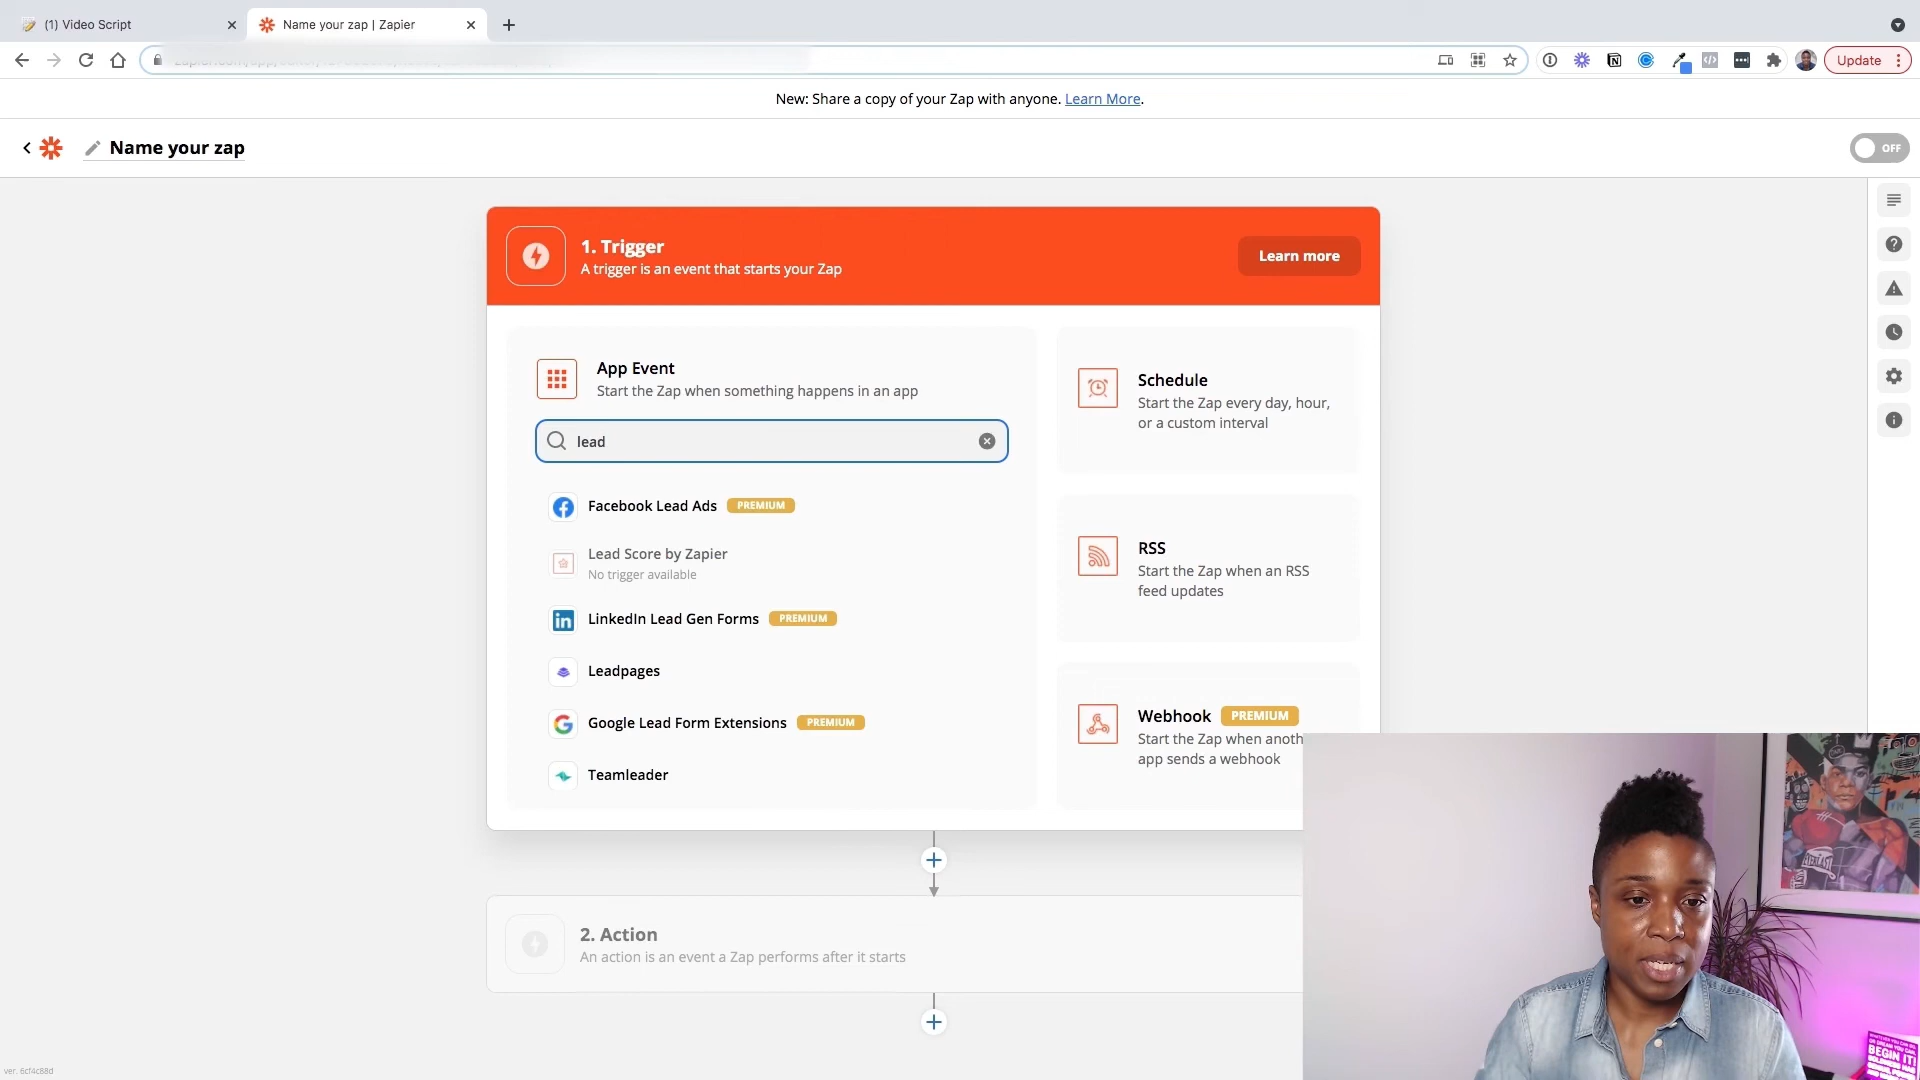 (1) Video Script
Name your zap | Zapier
Update
New: Share a copy of your Zap with anyone. Learn More.
Name your zap
OFF
1. Trigger
A trigger is an event that starts your Zap
Learn more
App Event
Start the Zap when something happens in an app
lead
Facebook Lead Ads PREMIUM
Lead Score by Zapier
No trigger available
LinkedIn Lead Gen Forms PREMIUM
Leadpages
Google Lead Form Extensions PREMIUM
Teamleader
Schedule
Start the Zap every day, hour,
or a custom interval
RSS
Start the Zap when an RSS
feed updates
Webhook PREMIUM
Start the Zap when anoth
app sends a webhook
2. Action
An action is an event a Zap performs after it starts
BEGIN IT!
ver. 6cf4c88d